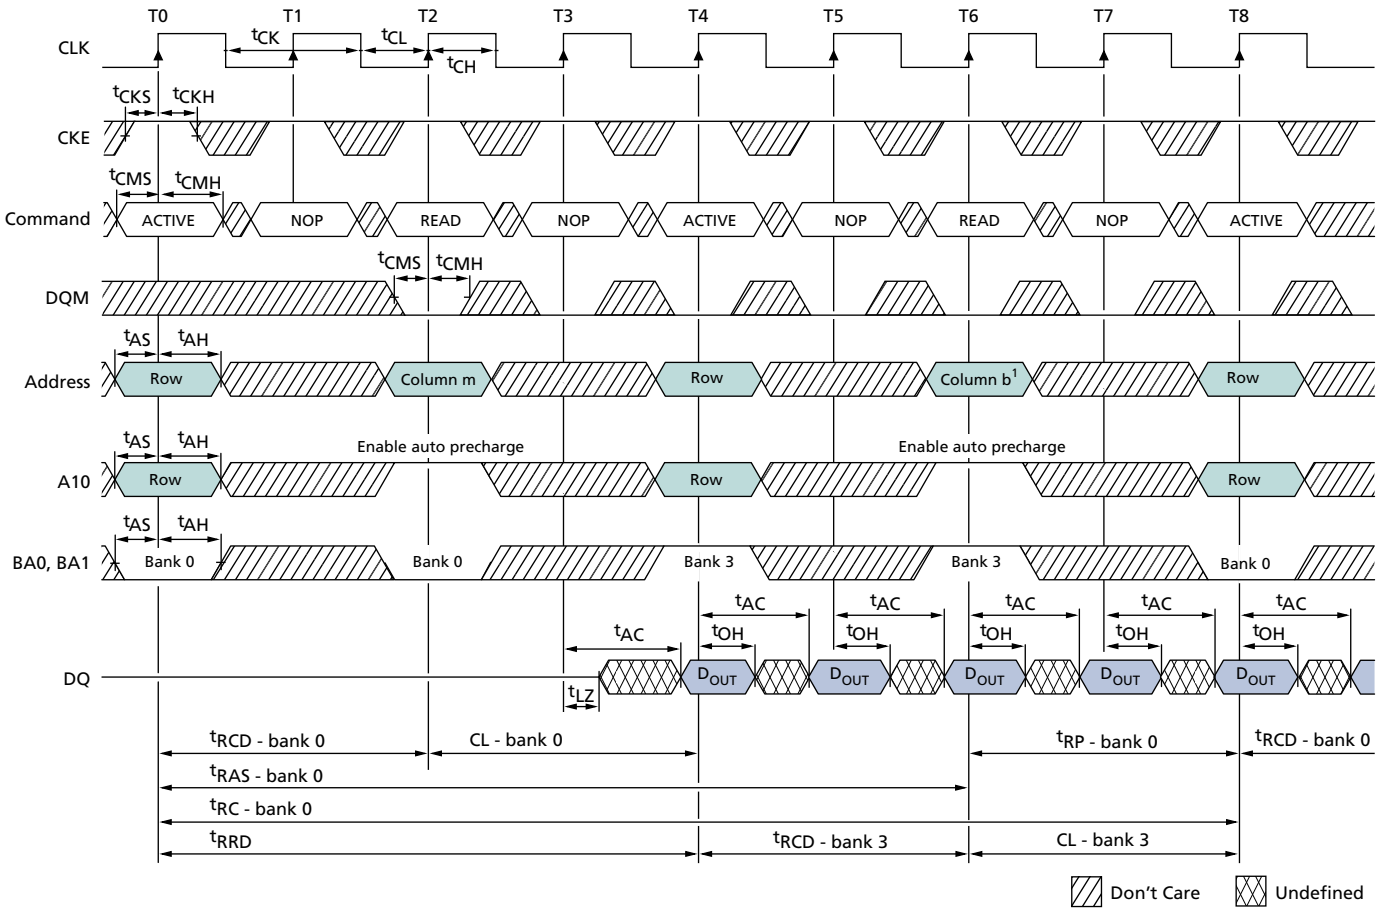 T0 T1 T2 T3 T4 T5 T6 T7 T8
CLK
tCK tCL
tCH
tCKS tCKH
CKE
tCMS tCMH
Command ACTIVE NOP READ NOP ACTIVE NOP READ NOP ACTIVE
tCMS tCMH
DQM
tAS tAH
Address Row Column m Row Column b1 Row
tAS tAH Enable auto precharge Enable auto precharge
A10 Row Row Row
tAS tAH
BA0, BA1 Bank 0 Bank 0 Bank 3 Bank 3 Bank 0
tAC tAC tAC tAC tAC
tAC tOH tOH tOH tOH tOH
DQ DOUT DOUT DOUT DOUT DOUT
tLZ
tRCD - bank 0 CL - bank 0 tRP - bank 0 tRCD - bank 0
tRAS - bank 0
tRC - bank 0
tRRD tRCD - bank 3 CL - bank 3
Don't Care Undefined